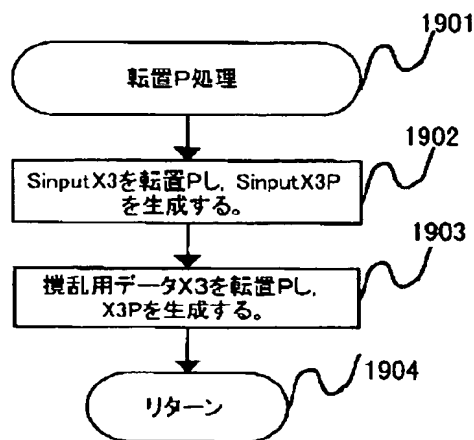 1901
転置P処理
1902
SinputX3を転置Pし, SinputX3P
を生成する。
1903
撹乱用データX3を転置Pし,
X3Pを生成する。
1904
リターン